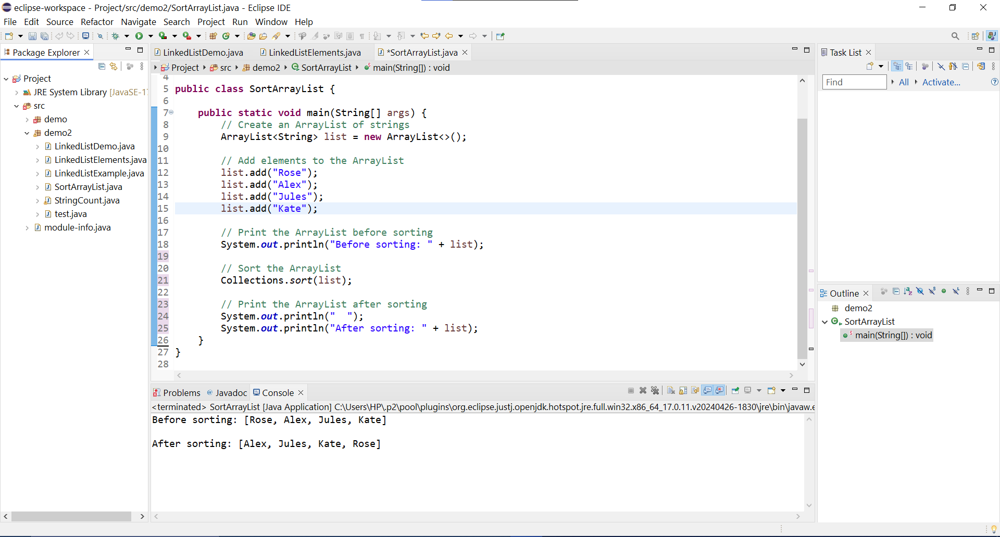 eclipse-workspace - Project/src/demo2/SortArrayList.java - Eclipse IDE
File Edit Source Refactor Navigate Search Project Run Window Help
Package Explorer
Project
JRE System Library [JavaSE-1
src
demo
demo2
LinkedListDemo.java
LinkedListElements.java
LinkedListExample.java
SortArrayList.java
StringCount.java
test.java
module-info.java
LinkedListDemo.java LinkedListElements.java *SortArrayList.java
Project src demo2 SortArrayList main(String[]) : void
4
5 public class SortArrayList {
6
7 public static void main(String[] args) {
8 // Create an ArrayList of strings
9 ArrayList<String> list = new ArrayList<>();
10
11 // Add elements to the ArrayList
12 list.add("Rose");
13 list.add("Alex");
14 list.add("Jules");
15 list.add("Kate");
16
17 // Print the ArrayList before sorting
18 System.out.println("Before sorting: " + list);
19
20 // Sort the ArrayList
21 Collections.sort(list);
22
23 // Print the ArrayList after sorting
24 System.out.println("  ");
25 System.out.println("After sorting: " + list);
26 }
27 }
28
Problems Javadoc Console
<terminated> SortArrayList [Java Application] C:\Users\HP\.p2\pool\plugins\org.eclipse.justj.openjdk.hotspot.jre.full.win32.x86_64_17.0.11.v20240426-1830\jre\bin\javaw.e
Before sorting: [Rose, Alex, Jules, Kate]
After sorting: [Alex, Jules, Kate, Rose]
Task List
Find All Activate...
Outline
demo2
SortArrayList
main(String[]) : void